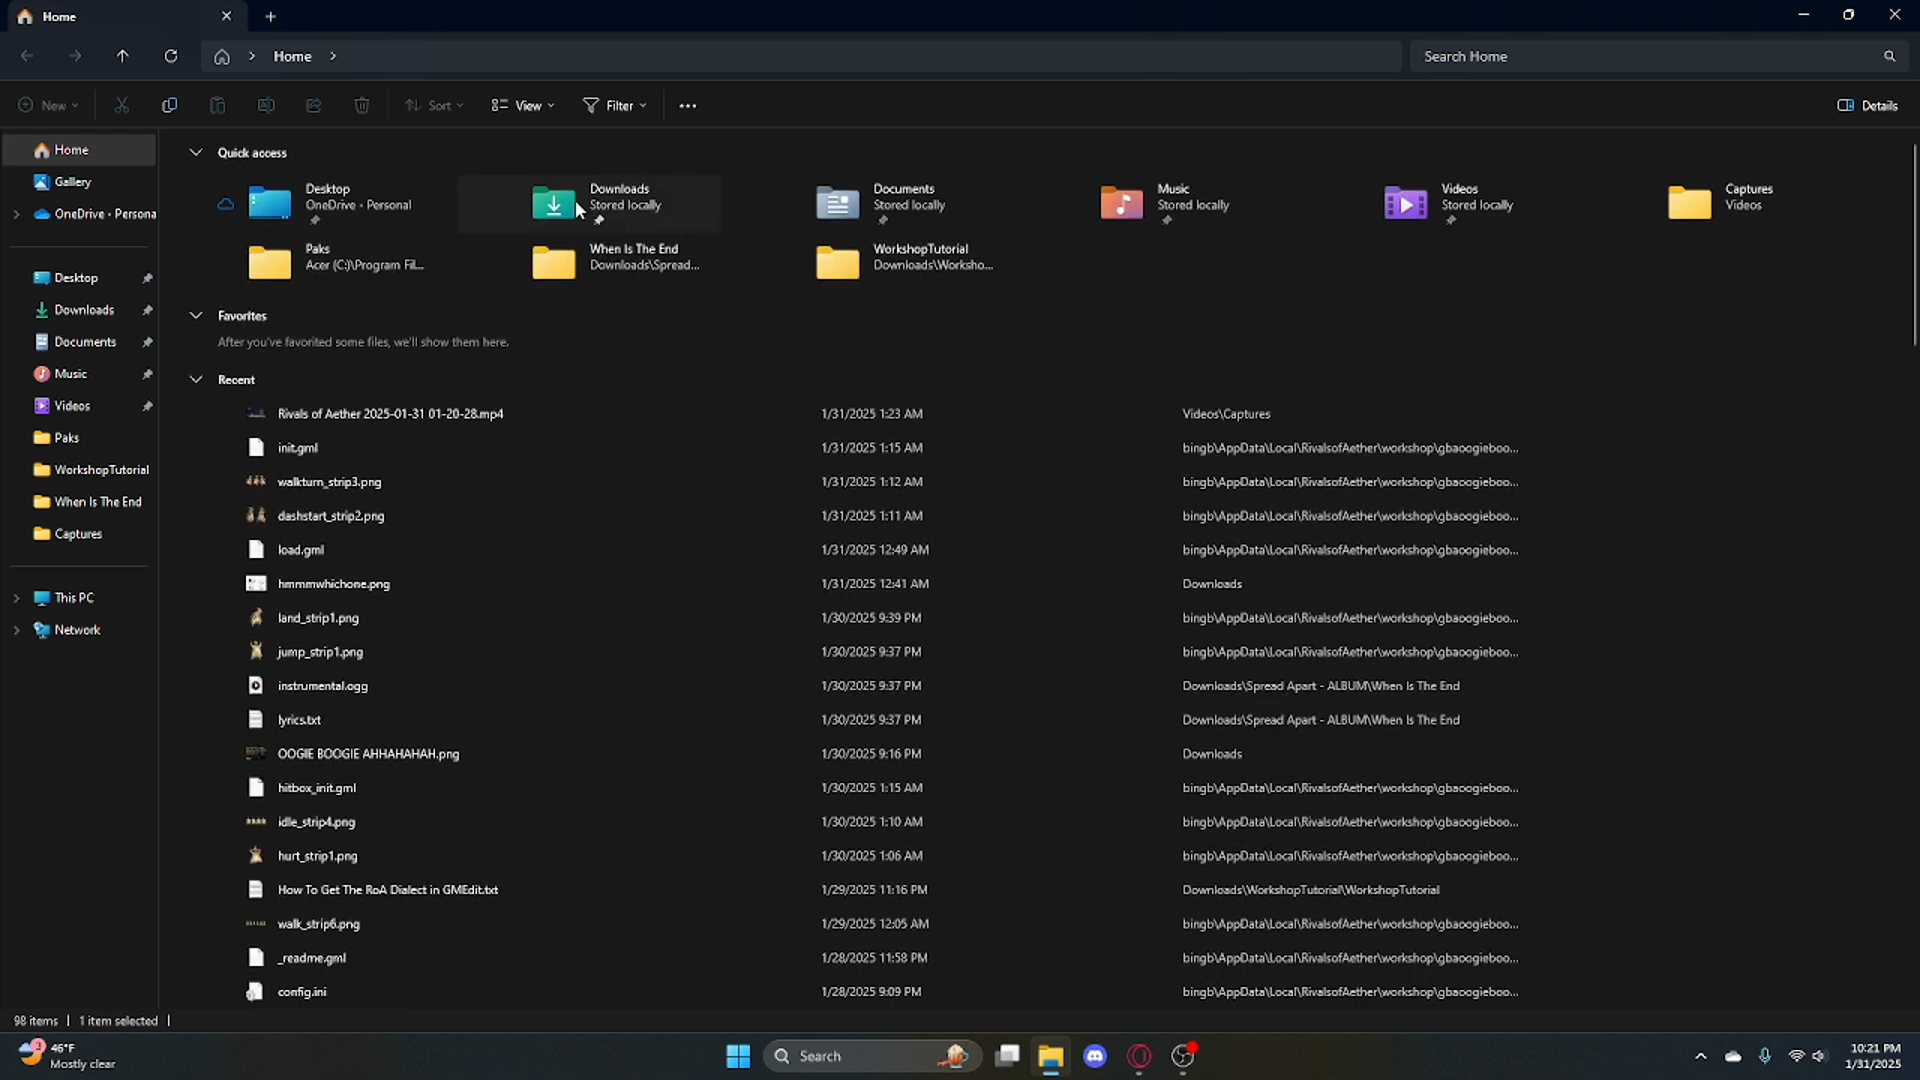 Home
Home
Search Home
New
Sort
View
Filter
Details
Home
Gallery
OneDrive - Persona
Desktop
Downloads
Documents
Music
Videos
Paks
WorkshopTutorial
When Is The End
Captures
This PC
Network
Quick access
Desktop
OneDrive - Personal
Downloads
Stored locally
Documents
Stored locally
Music
Stored locally
Videos
Stored locally
Captures
Videos
Paks
Acer (C:)\Program Fil...
When Is The End
Downloads\Spread...
WorkshopTutorial
Downloads\Worksho...
Favorites
After you've favorited some files, we'll show them here.
Recent
Rivals of Aether 2025-01-31 01-20-28.mp4 1/31/2025 1:23 AM Videos\Captures
init.gml 1/31/2025 1:15 AM bingb\AppData\Local\RivalsofAether\workshop\gbaoogieboo...
walkturn_strip3.png 1/31/2025 1:12 AM bingb\AppData\Local\RivalsofAether\workshop\gbaoogieboo...
dashstart_strip2.png 1/31/2025 1:11 AM bingb\AppData\Local\RivalsofAether\workshop\gbaoogieboo...
load.gml 1/31/2025 12:49 AM bingb\AppData\Local\RivalsofAether\workshop\gbaoogieboo...
hmmmwhichone.png 1/31/2025 12:41 AM Downloads
land_strip1.png 1/30/2025 9:39 PM bingb\AppData\Local\RivalsofAether\workshop\gbaoogieboo...
jump_strip1.png 1/30/2025 9:37 PM bingb\AppData\Local\RivalsofAether\workshop\gbaoogieboo...
instrumental.ogg 1/30/2025 9:37 PM Downloads\Spread Apart - ALBUM\When Is The End
lyrics.txt 1/30/2025 9:37 PM Downloads\Spread Apart - ALBUM\When Is The End
OOGIE BOOGIE AHHAHAHAH.png 1/30/2025 9:16 PM Downloads
hitbox_init.gml 1/30/2025 1:15 AM bingb\AppData\Local\RivalsofAether\workshop\gbaoogieboo...
idle_strip4.png 1/30/2025 1:10 AM bingb\AppData\Local\RivalsofAether\workshop\gbaoogieboo...
hurt_strip1.png 1/30/2025 1:06 AM bingb\AppData\Local\RivalsofAether\workshop\gbaoogieboo...
How To Get The RoA Dialect in GMEdit.txt 1/29/2025 11:16 PM Downloads\WorkshopTutorial\WorkshopTutorial
walk_strip6.png 1/29/2025 12:05 AM bingb\AppData\Local\RivalsofAether\workshop\gbaoogieboo...
_readme.gml 1/28/2025 11:58 PM bingb\AppData\Local\RivalsofAether\workshop\gbaoogieboo...
config.ini 1/28/2025 9:09 PM bingb\AppData\Local\RivalsofAether\workshop\gbaoogieboo...
98 items 1 item selected
3
46°F
Mostly clear
Search
10:21 PM
1/31/2025